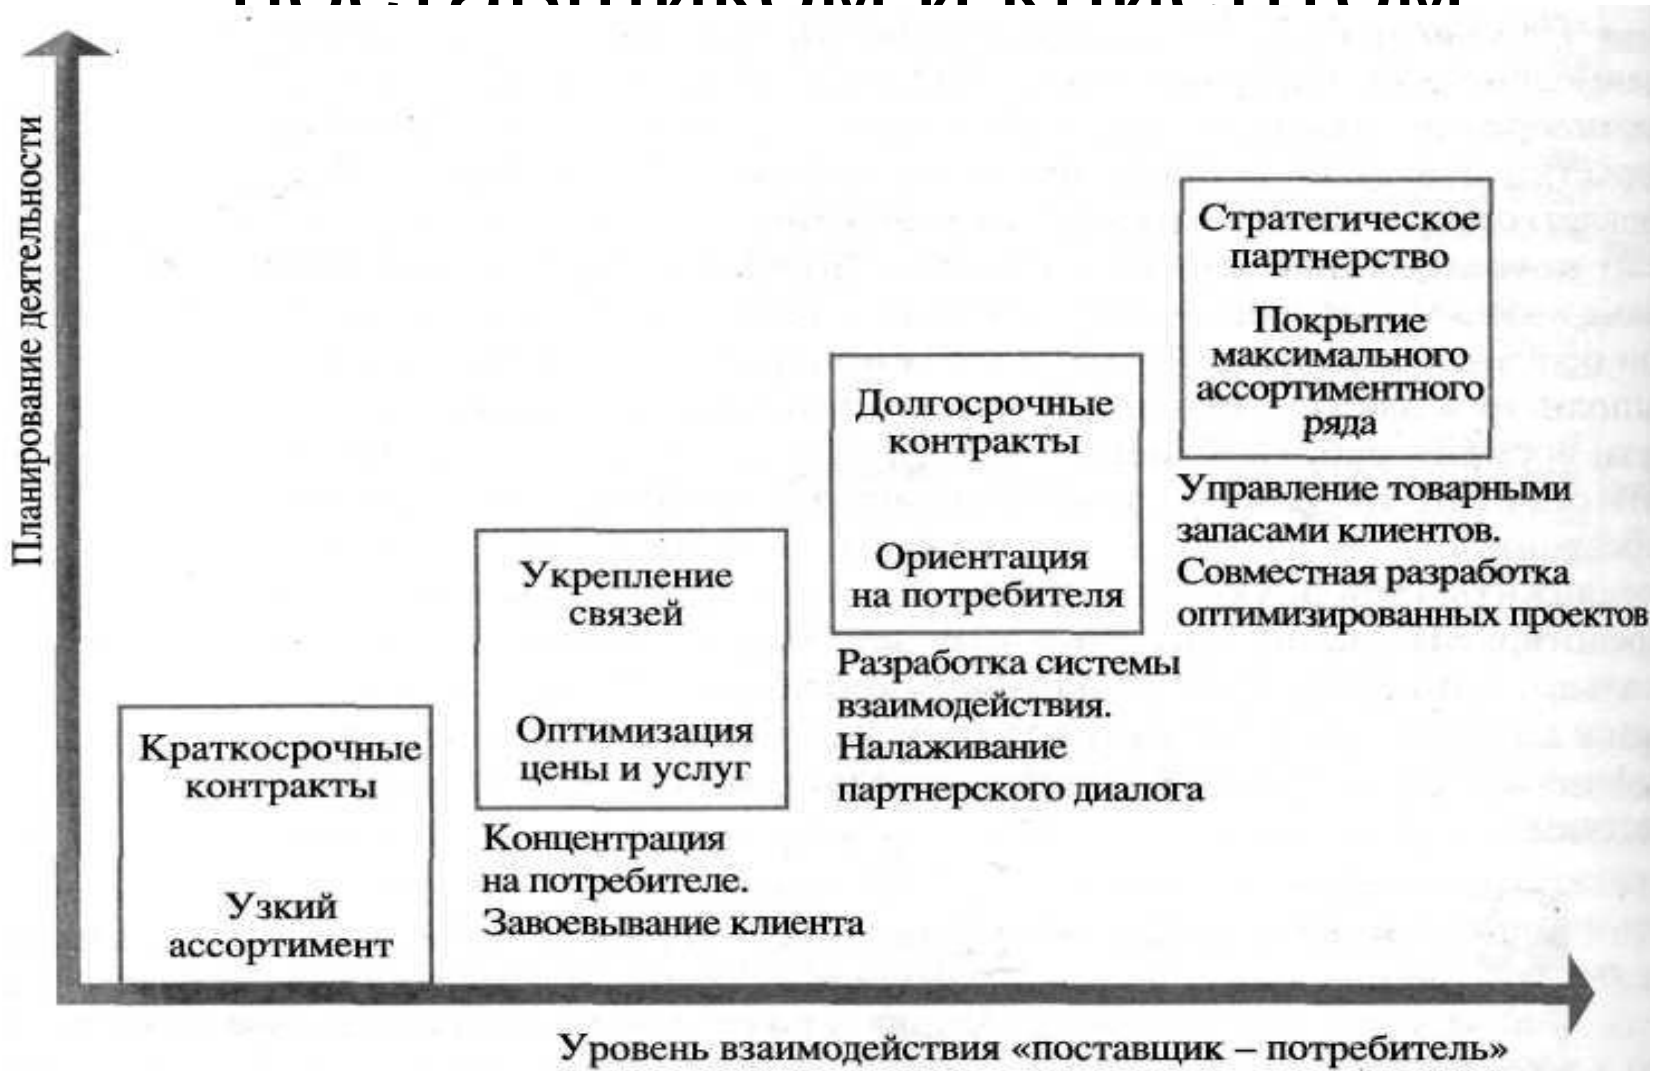 Планирование деятельности
Стратегическое
партнерство
Покрытие
максимального
ассортиментного
ряда
Управление товарными
запасами клиентов.
Совместная разработка
оптимизированных проектов
Долгосрочные
контракты
Ориентация
на потребителя
Разработка системы
взаимодействия.
Налаживание
партнерского диалога
Укрепление
связей
Оптимизация
цены и услуг
Концентрация
на потребителе.
Завоевывание клиента
Краткосрочные
контракты
Узкий
ассортимент
Уровень взаимодействия «поставщик – потребитель»